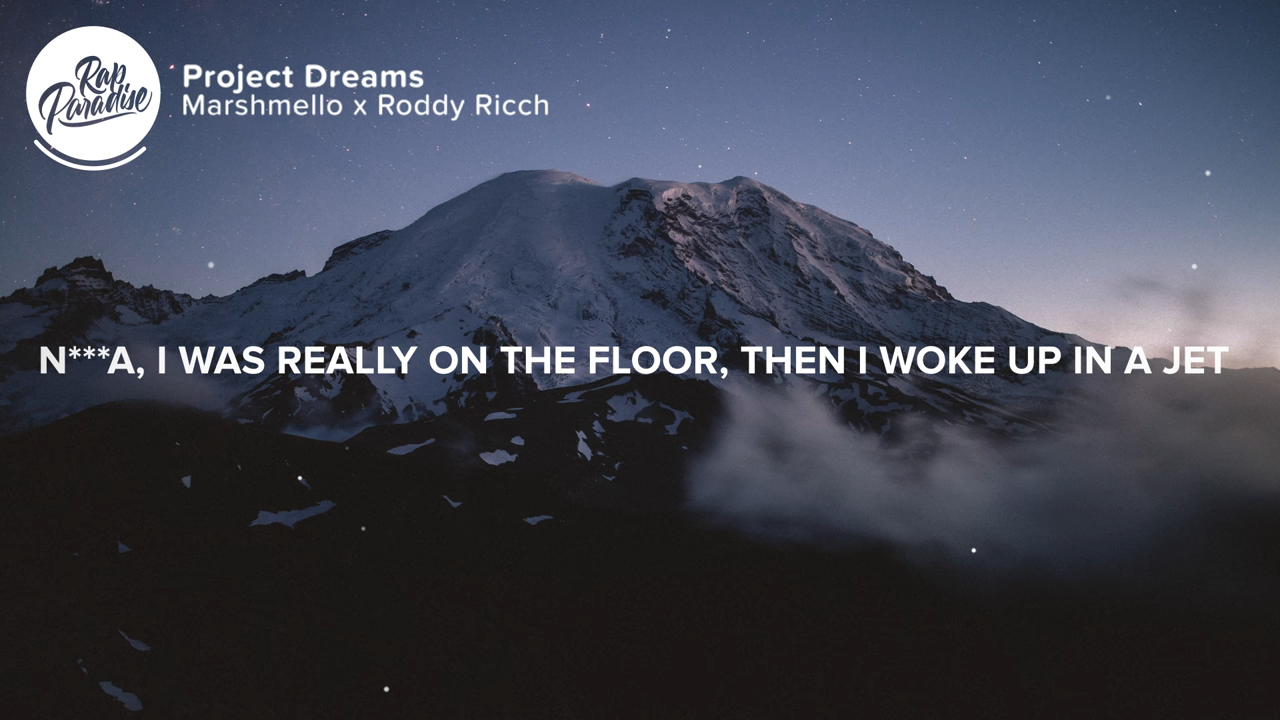 Rap
Paradise
Project Dreams
Marshmello x Roddy Ricch
N***A, I WAS REALLY ON THE FLOOR, THEN I WOKE UP IN A JET